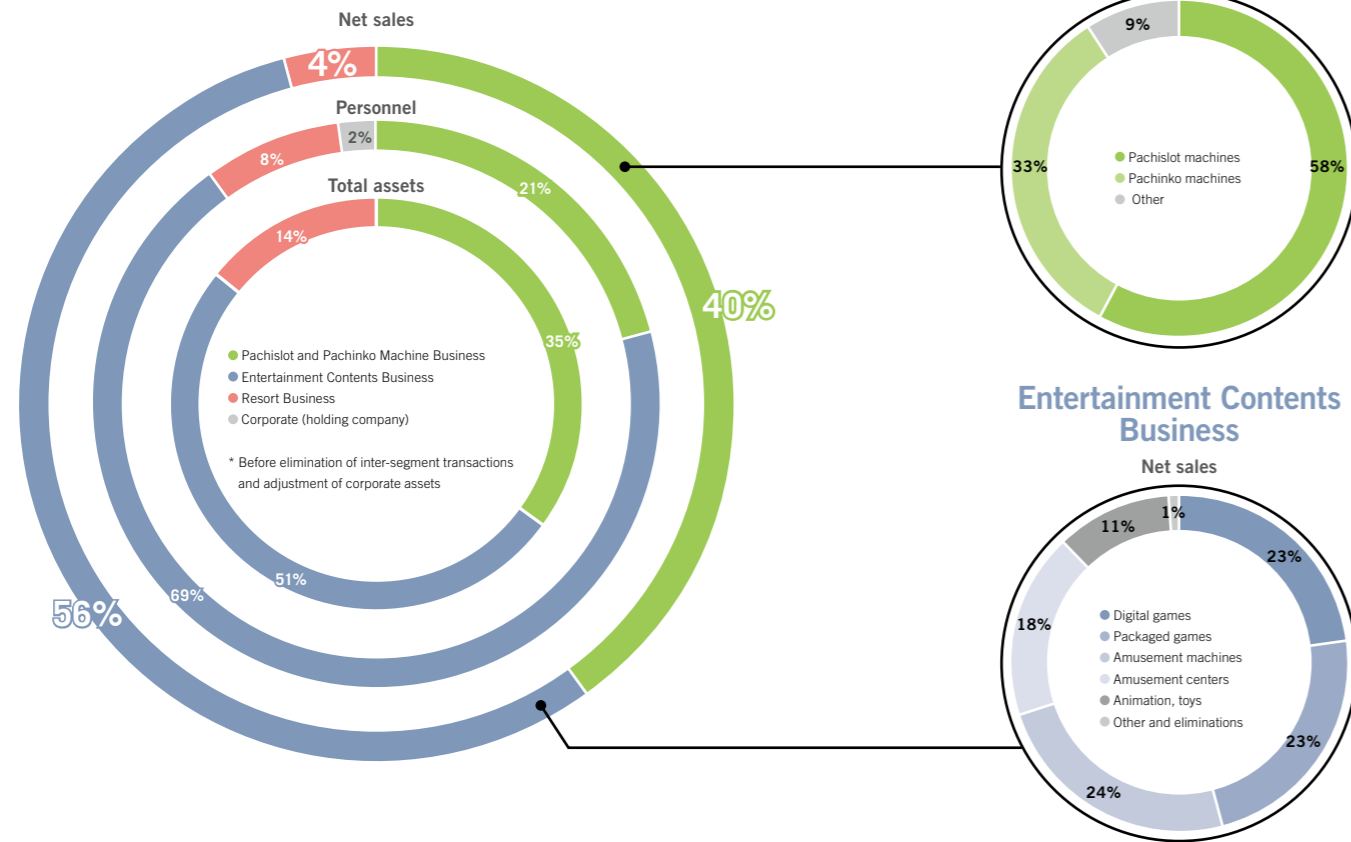 Net sales
4%
Personnel
2%
8%
21%
Total assets
14%
40%
35%
Pachislot and Pachinko Machine Business
Entertainment Contents Business
Resort Business
Corporate (holding company)
* Before elimination of inter-segment transactions
and adjustment of corporate assets
51%
69%
56%
9%
33%
58%
Pachislot machines
Pachinko machines
Other
Entertainment Contents
Business
Net sales
1%
11%
23%
18%
Digital games
Packaged games
Amusement machines
Amusement centers
Animation, toys
Other and eliminations
23%
24%